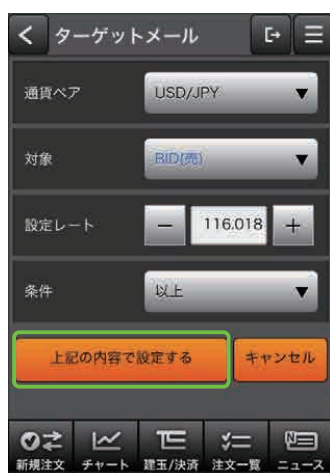 ターゲットメール
通貨ペア USD/JPY
対象 BID(売)
設定レート 116.018
条件 以上
上記の内容で設定する キャンセル
新規注文 チャート 建玉/決済 注文一覧 ニュース